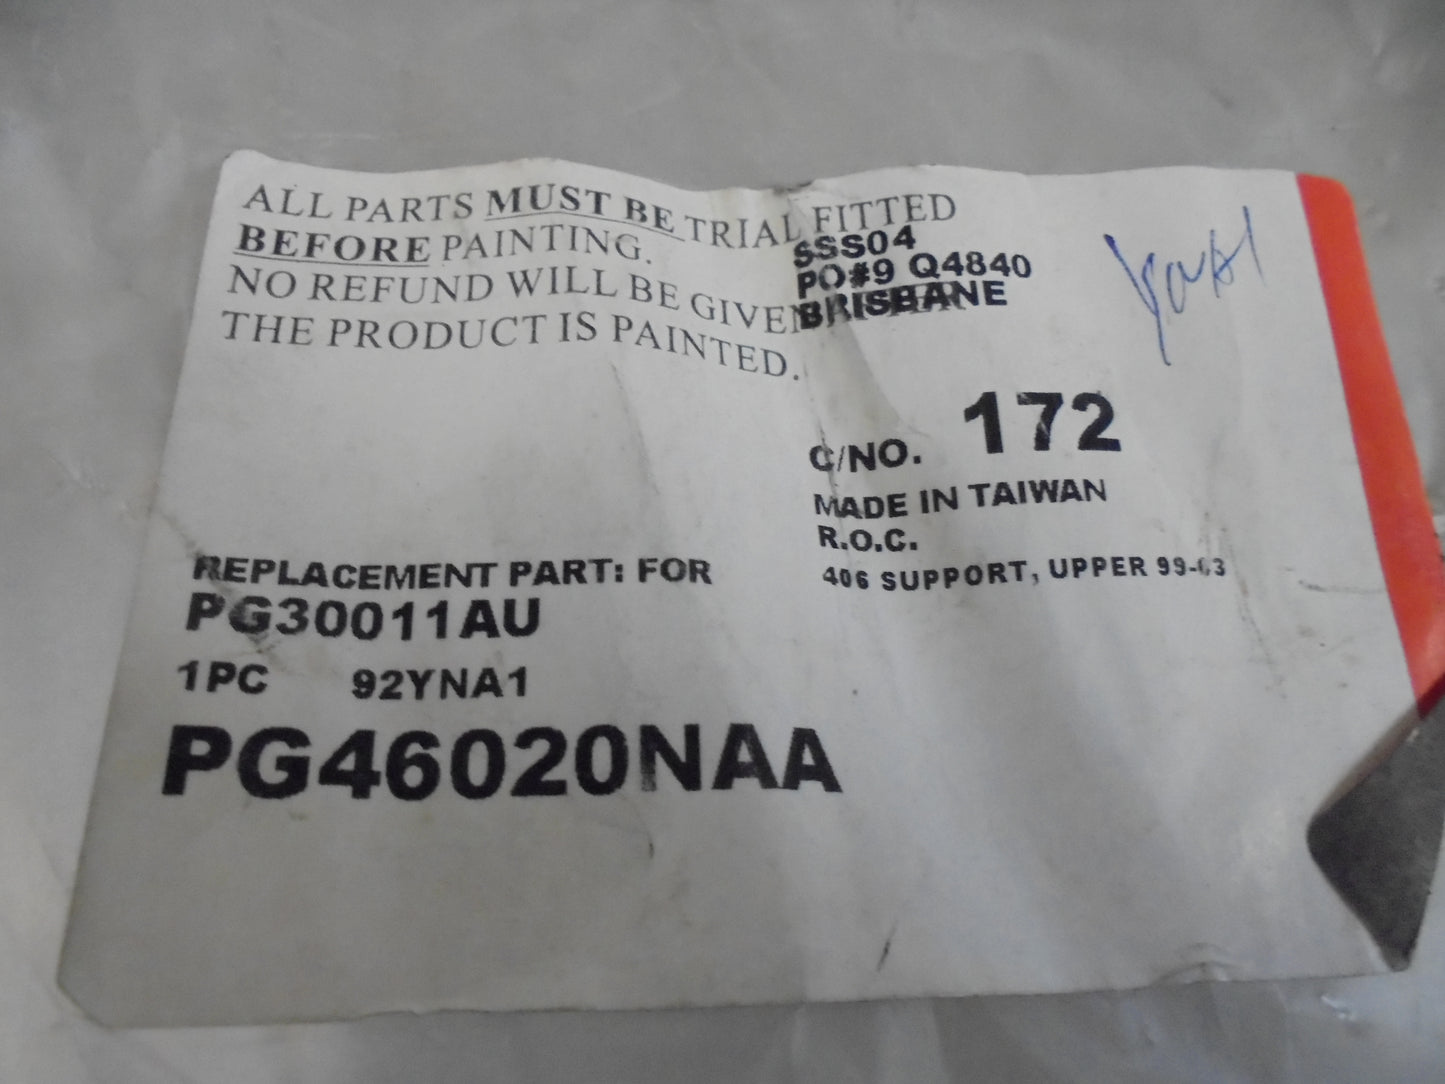 ALL PARTS MUST BE TRIAL FITTED
BEFORE PAINTING.
NO REFUND WILL BE GIVEN
THE PRODUCT IS PAINTED.
SSS04
PO#9 Q4840
BRISBANE
C/NO. 172
MADE IN TAIWAN
R.O.C.
406 SUPPORT, UPPER 99-03
REPLACEMENT PART: FOR
PG30011AU
1PC 92YNA1
PG46020NAA